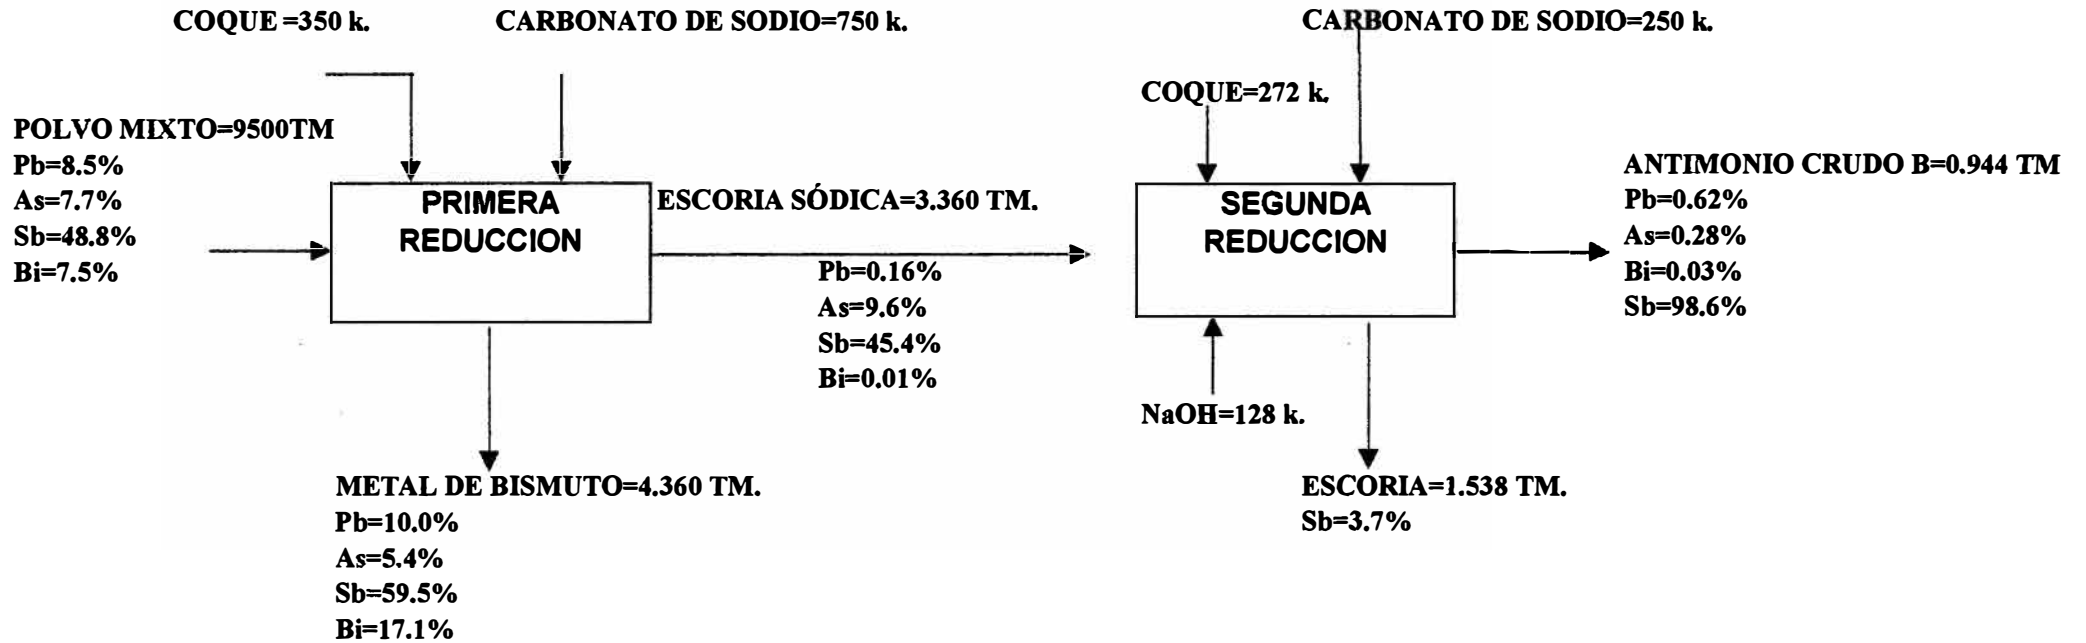 COQUE =350 k.
CARBONATO DE SODIO=750 k.
CARBONATO DE SODIO=250 k.
COQUE=272 k.
POLVO MIXTO=9500TM
Pb=8.5%
As=7.7%
Sb=48.8%
Bi=7.5%
PRIMERA
REDUCCION
ESCORIA SÓDICA=3.360 TM.
Pb=0.16%
As=9.6%
Sb=45.4%
Bi=0.01%
SEGUNDA
REDUCCION
ANTIMONIO CRUDO B=0.944 TM
Pb=0.62%
As=0.28%
Bi=0.03%
Sb=98.6%
NaOH=128 k.
METAL DE BISMUTO=4.360 TM.
Pb=10.0%
As=5.4%
Sb=59.5%
Bi=17.1%
ESCORIA=1.538 TM.
Sb=3.7%